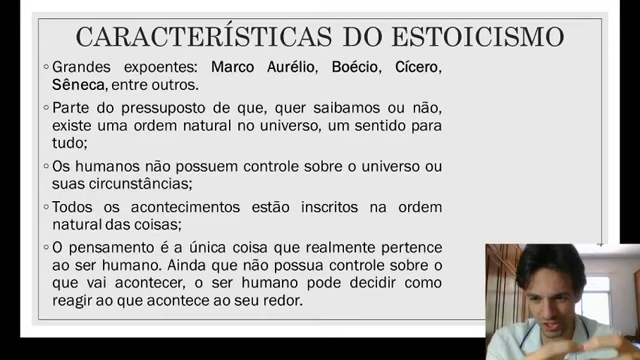 CARACTERÍSTICAS DO ESTOICISMO
◦Grandes expoentes: Marco Aurélio, Boécio, Cícero,
Sêneca, entre outros.
◦Parte do pressuposto de que, quer saibamos ou não,
existe uma ordem natural no universo, um sentido para
tudo;
◦Os humanos não possuem controle sobre o universo ou
suas circunstâncias;
◦Todos os acontecimentos estão inscritos na ordem
natural das coisas;
◦O pensamento é a única coisa que realmente pertence
ao ser humano. Ainda que não possua controle sobre o
que vai acontecer, o ser humano pode decidir como
reagir ao que acontece ao seu redor.